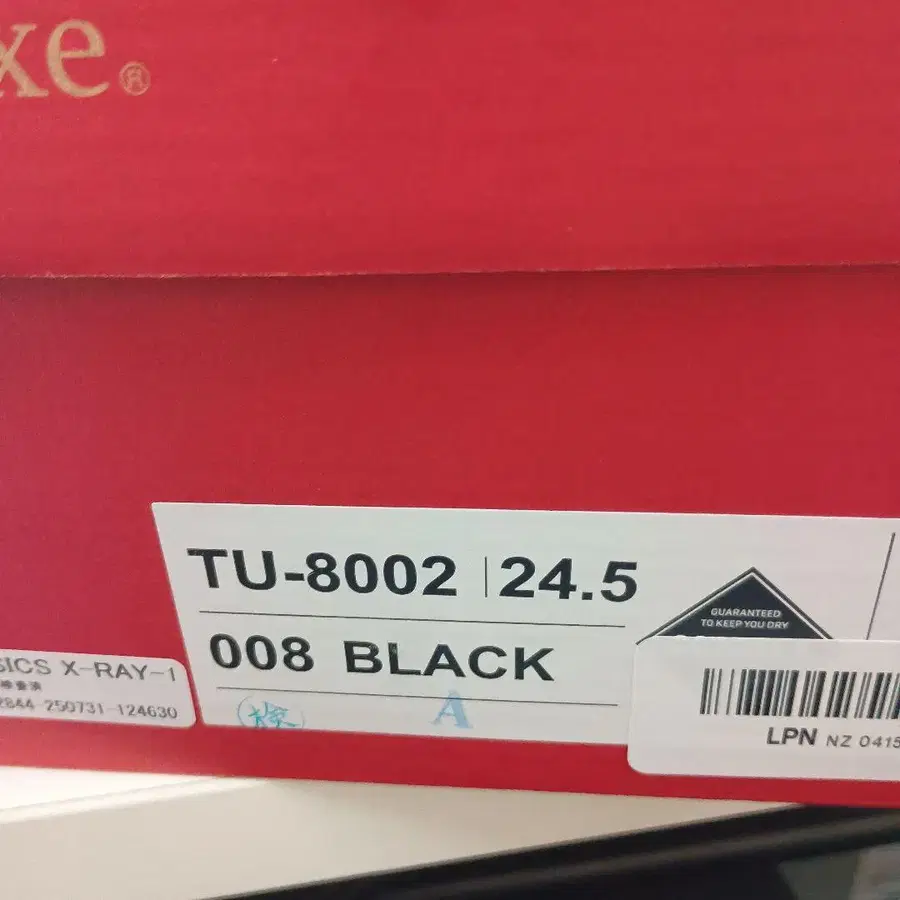 xe®
TU-8002 | 24.5
008 BLACK
GUARANTEED
TO KEEP YOU DRY
SICS X-RAY-1
2844-250731-124630
検
A
LPN NZ 0415